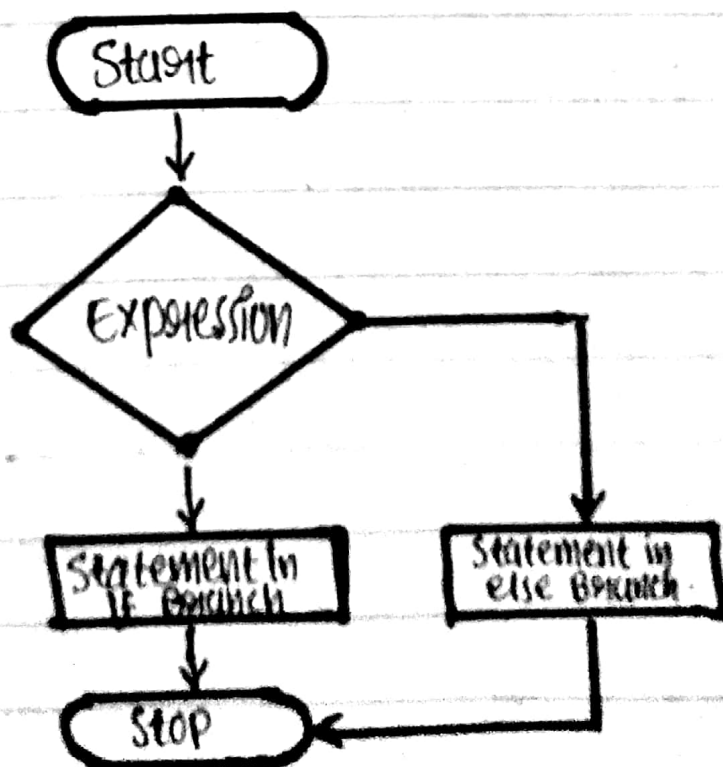 Start
Expression
Statement in
IF Branch
Statement in
else Branch
Stop